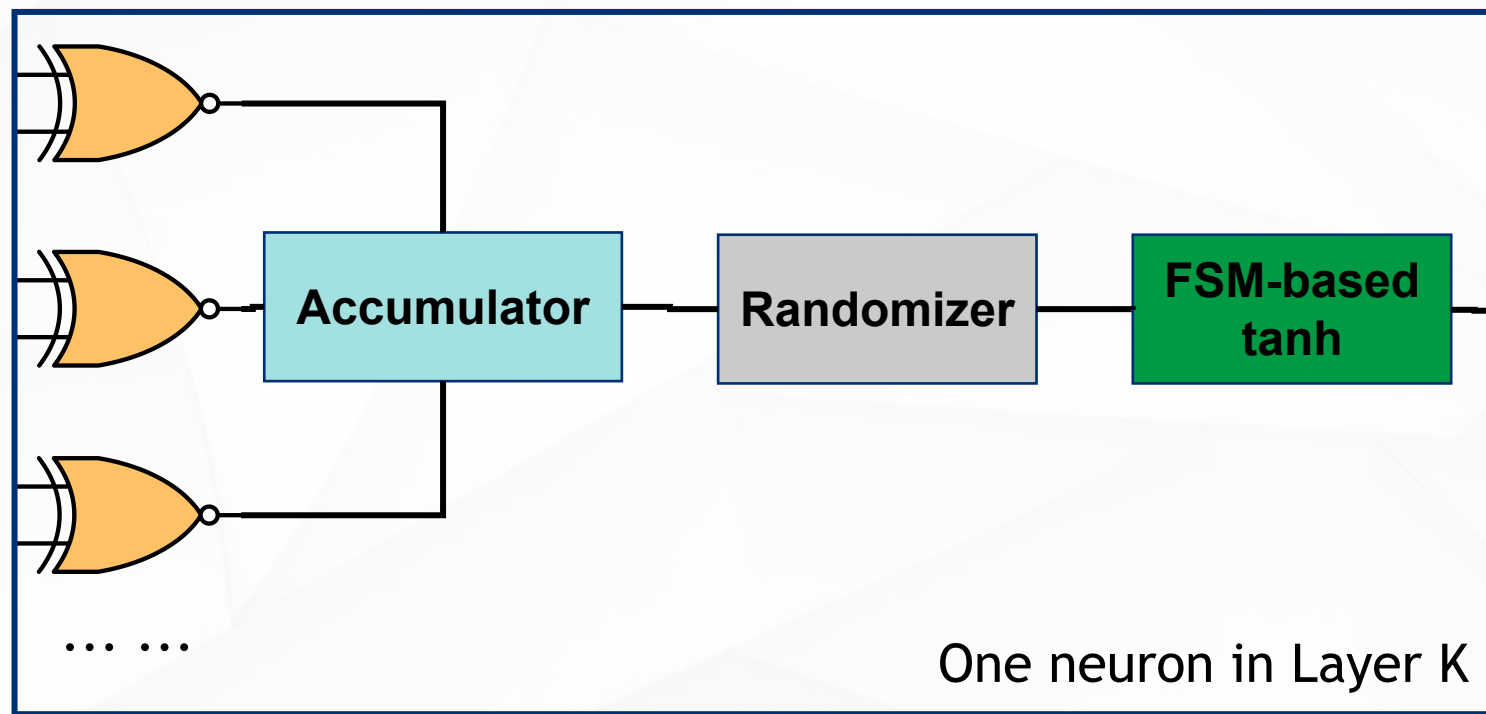 Accumulator
Randomizer
FSM-based
tanh
... ...
One neuron in Layer K